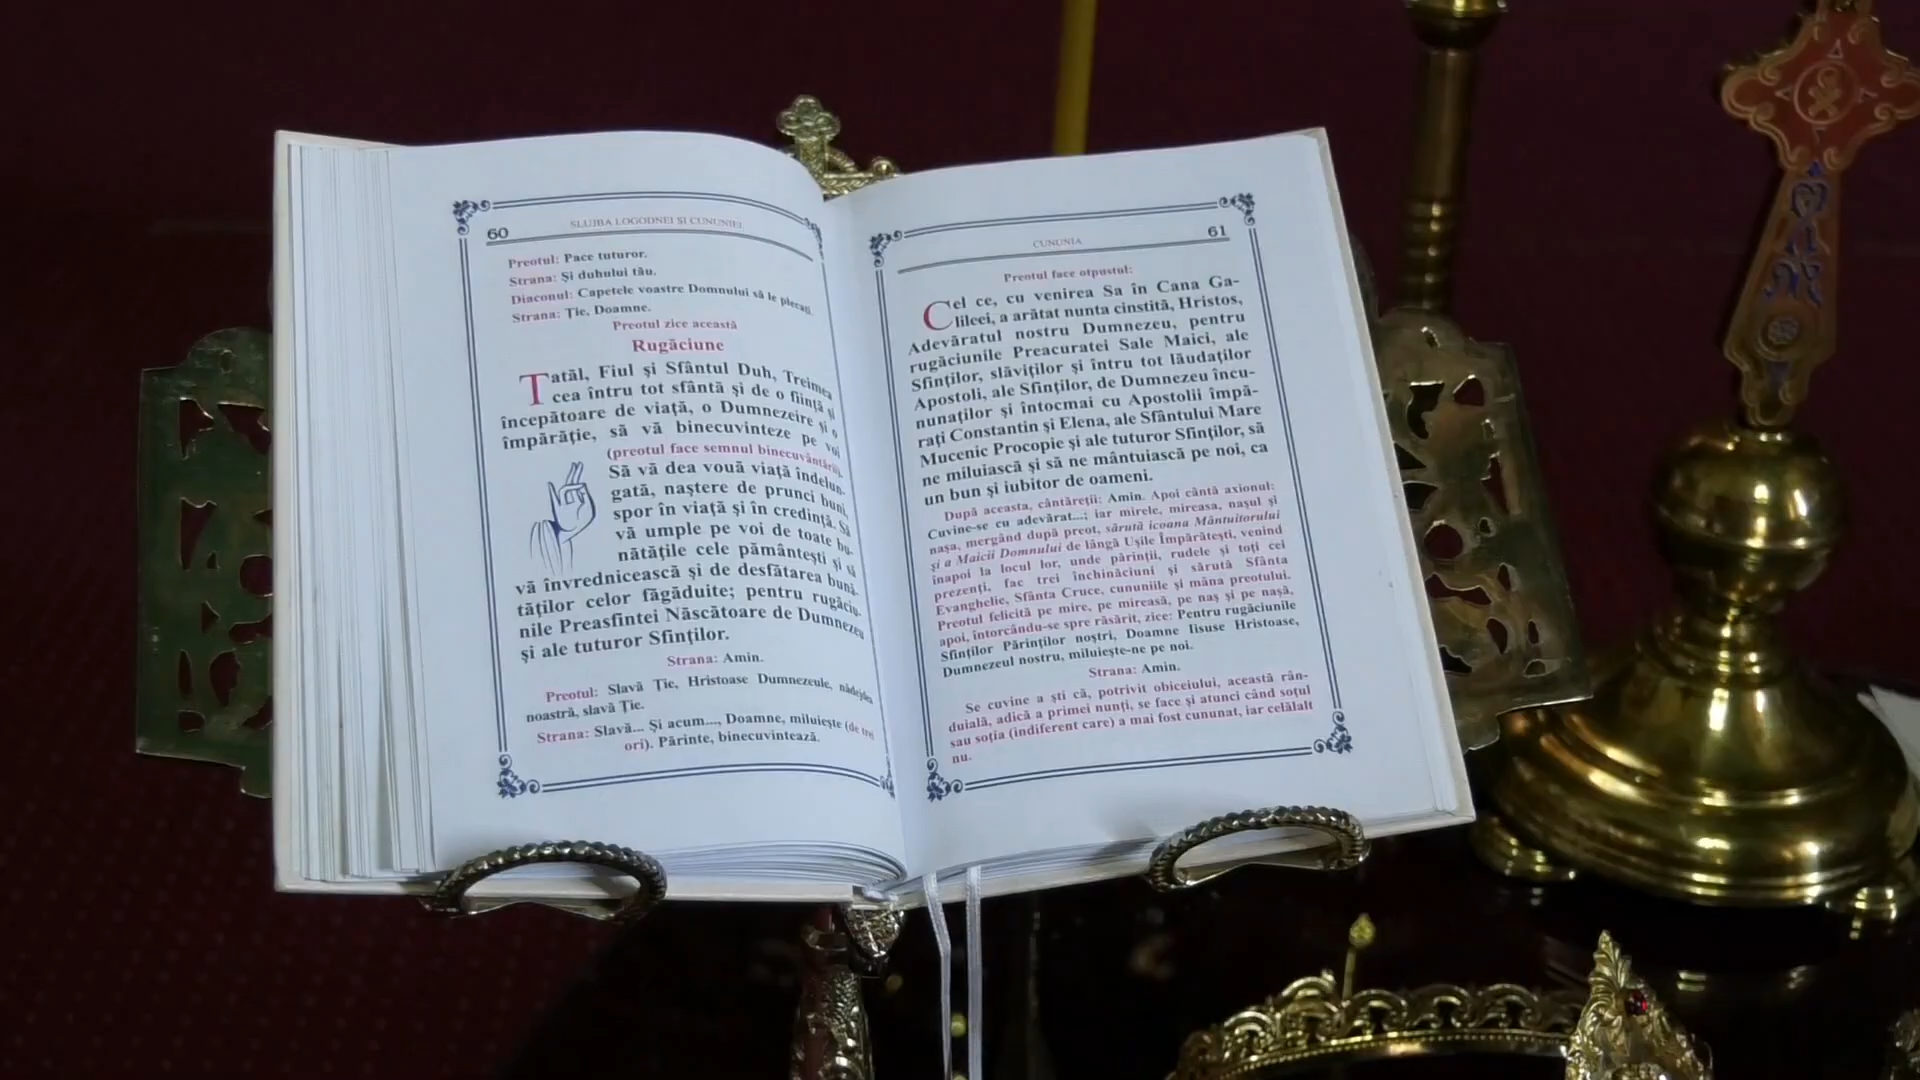 60 SLUJBA LOGODNEI ȘI CUNUNIEI
Preotul: Pace tuturor.
Strana: Și duhului tău.
Diaconul: Capetele voastre Domnului să le plecați.
Strana: Ție, Doamne.
Preotul zice această
Rugăciune
Tatăl, Fiul și Sfântul Duh, Treimea
cea întru tot sfântă și de o ființă și
începătoare de viață, o Dumnezeire și o
împărăție, să vă binecuvinteze pe voi
(preotul face semnul binecuvântării).
Să vă dea vouă viață îndelun-
gată, naștere de prunci buni,
spor în viață și în credință. Să
vă umple pe voi de toate bu-
nătățile cele pământești și să
vă învrednicească și de desfătarea bună-
tăților celor făgăduite; pentru rugăciu-
nile Preasfintei Născătoare de Dumnezeu
și ale tuturor Sfinților.
Strana: Amin.
Preotul: Slavă Ție, Hristoase Dumnezeule, nădejdea
noastră, slavă Ție.
Strana: Slavă... Și acum..., Doamne, miluiește (de trei
ori). Părinte, binecuvintează.
CUNUNIA 61
Preotul face otpustul:
Cel ce, cu venirea Sa în Cana Ga-
lileei, a arătat nunta cinstită, Hristos,
Adevăratul nostru Dumnezeu, pentru
rugăciunile Preacuratei Sale Maici, ale
Sfinților, slăviților și întru tot lăudaților
Apostoli, ale Sfinților, de Dumnezeu încu-
nunaților și întocmai cu Apostolii împă-
rați Constantin și Elena, ale Sfântului Mare
Mucenic Procopie și ale tuturor Sfinților, să
ne miluiască și să ne mântuiască pe noi, ca
un bun și iubitor de oameni.
După aceasta, cântăreții: Amin. Apoi cântă axionul:
Cuvine-se cu adevărat...; iar mirele, mireasa, nașul și
nașa, mergând după preot, sărută icoana Mântuitorului
și a Maicii Domnului de lângă Ușile Împărătești, venind
înapoi la locul lor, unde părinții, rudele și toți cei
prezenți, fac trei închinăciuni și sărută Sfânta
Evanghelie, Sfânta Cruce, cununiile și mâna preotului.
Preotul felicită pe mire, pe mireasă, pe naș și pe nașă,
apoi, întorcându-se spre răsărit, zice: Pentru rugăciunile
Sfinților Părinților noștri, Doamne Iisuse Hristoase,
Dumnezeul nostru, miluiește-ne pe noi.
Strana: Amin.
Se cuvine a ști că, potrivit obiceiului, această rân-
duială, adică a primei nunți, se face și atunci când soțul
sau soția (indiferent care) a mai fost cununat, iar celălalt
nu.